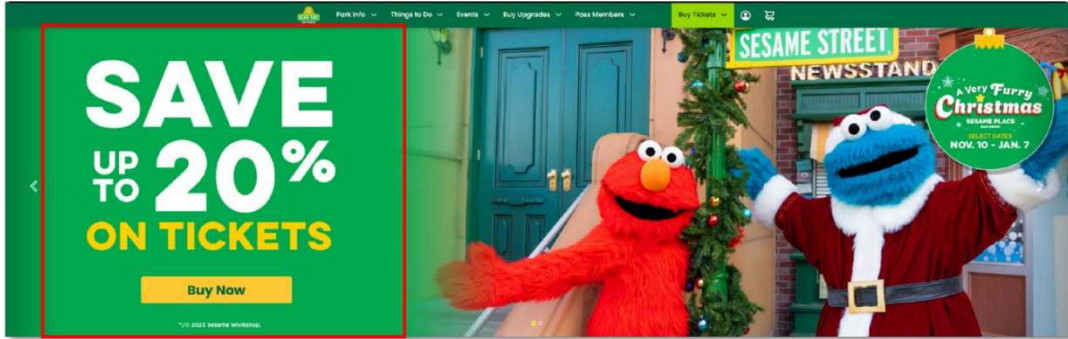 Park Info
Things to Do
Events
Buy Upgrades
Pass Members
Buy Tickets
SAVE
UP TO 20%
ON TICKETS
Buy Now
SESAME STREET
NEWSSTAND
A Very Furry
Christmas
SESAME PLACE
SELECT DATES
NOV. 10 - JAN. 7